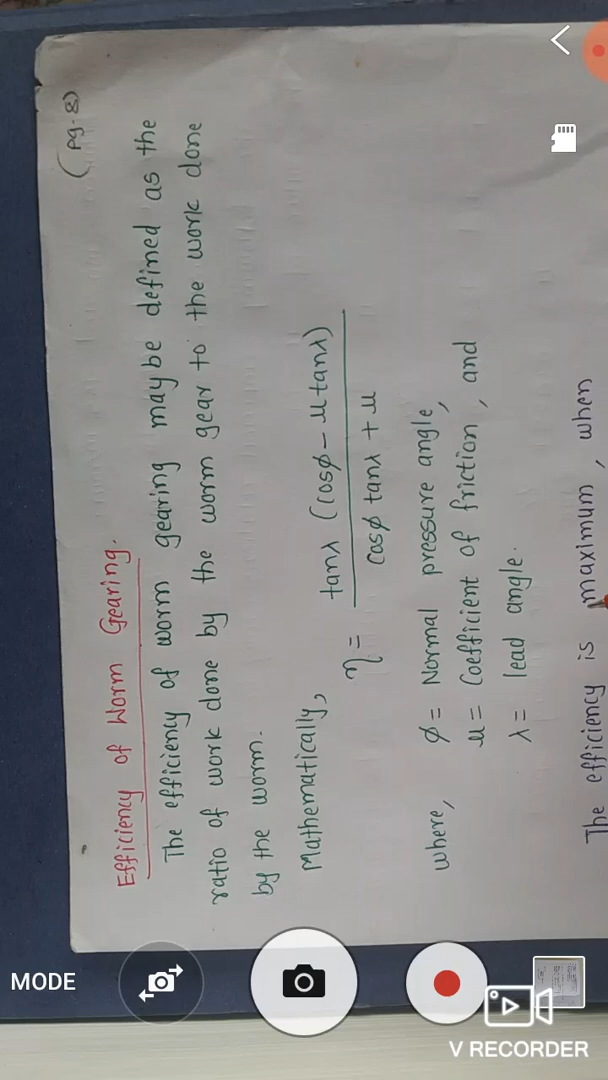 (Pg-8)
Efficiency of Worm Gearing.
The efficiency of worm gearing may be defined as the
ratio of work done by the worm gear to the work done
by the worm.
Mathematically,
η = tanλ (cosϕ - μ tanλ) / cosϕ tanλ + μ
where, ϕ = Normal pressure angle,
μ = Coefficient of friction, and
λ = lead angle.
The efficiency is maximum, when
MODE
V RECORDER